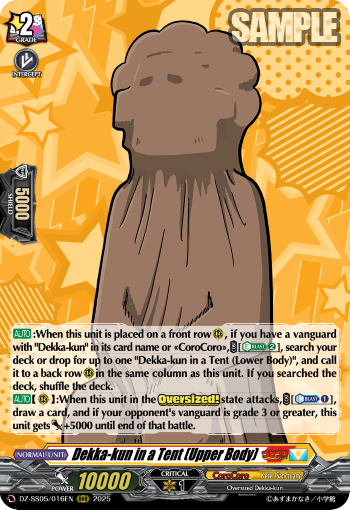 SAMPLE
2
GRADE
INTERCEPT
5000
SHIELD
AUTO:When this unit is placed on a front row Ⓡ, if you have a vanguard
with "Dekka-kun" in its card name or «CoroCoro», [E-BLAST 2], search your
deck or drop for up to one "Dekka-kun in a Tent (Lower Body)", and call
it to a back row Ⓡ in the same column as this unit. If you searched the
deck, shuffle the deck.
AUTO Ⓡ:When this unit in the Oversized! state attacks, [C-BLAST 1],
draw a card, and if your opponent's vanguard is grade 3 or greater, this
unit gets +5000 until end of that battle.
NORMAL UNIT
Dekka-kun in a Tent (Upper Body)
POWER 10000
CRITICAL
1
CoroCoro
Oversized Dekka-kun
DZ-SS05/016EN RRR 2025
©あずまかなき／小学館